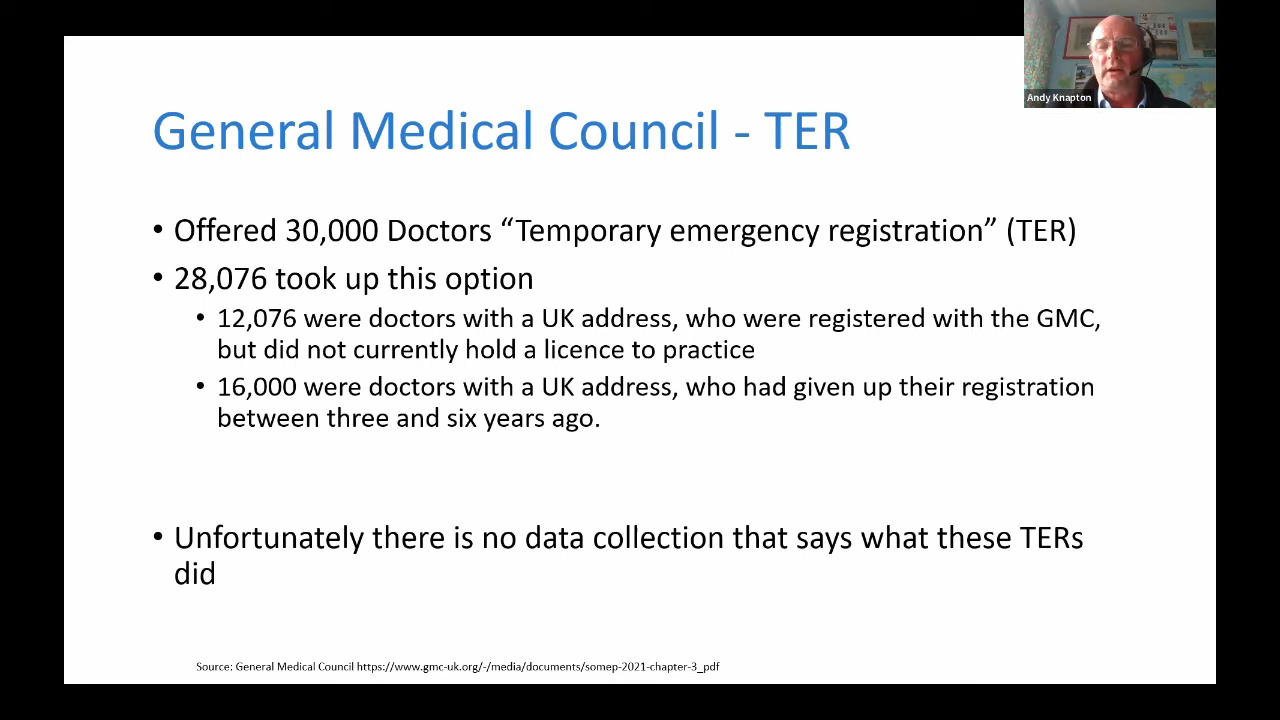 Andy Knapton
General Medical Council - TER
• Offered 30,000 Doctors “Temporary emergency registration” (TER)
• 28,076 took up this option
• 12,076 were doctors with a UK address, who were registered with the GMC,
but did not currently hold a licence to practice
• 16,000 were doctors with a UK address, who had given up their registration
between three and six years ago.
• Unfortunately there is no data collection that says what these TERs
did
Source: General Medical Council https://www.gmc-uk.org/-/media/documents/somep-2021-chapter-3_pdf